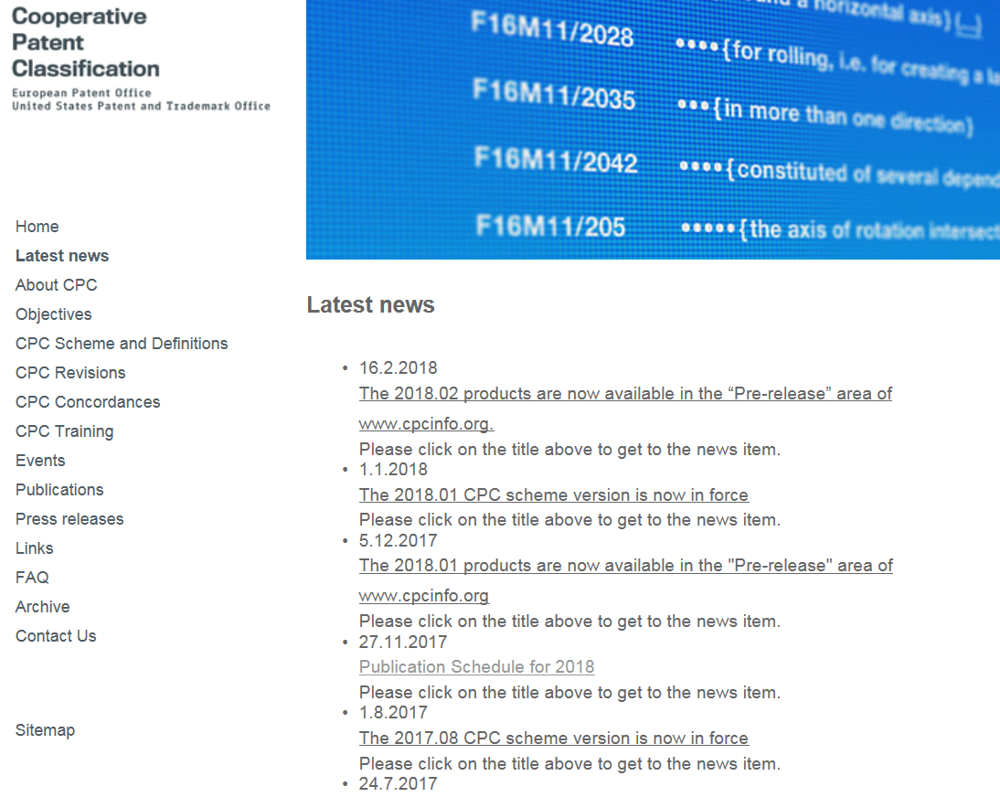 Cooperative
Patent
Classification
European Patent Office
United States Patent and Trademark Office
a horizontal axis} (...)
F16M11/2028 ••••{for rolling, i.e. for creating a
F16M11/2035 •••{in more than one direction}
F16M11/2042 ••••{constituted of several
F16M11/205 •••••{the axis of rotation
Home
Latest news
About CPC
Objectives
CPC Scheme and Definitions
CPC Revisions
CPC Concordances
CPC Training
Events
Publications
Press releases
Links
FAQ
Archive
Contact Us
Sitemap
Latest news
• 16.2.2018
The 2018.02 products are now available in the “Pre-release” area of
www.cpcinfo.org.
Please click on the title above to get to the news item.
• 1.1.2018
The 2018.01 CPC scheme version is now in force
Please click on the title above to get to the news item.
• 5.12.2017
The 2018.01 products are now available in the "Pre-release" area of
www.cpcinfo.org
Please click on the title above to get to the news item.
• 27.11.2017
Publication Schedule for 2018
Please click on the title above to get to the news item.
• 1.8.2017
The 2017.08 CPC scheme version is now in force
Please click on the title above to get to the news item.
• 24.7.2017